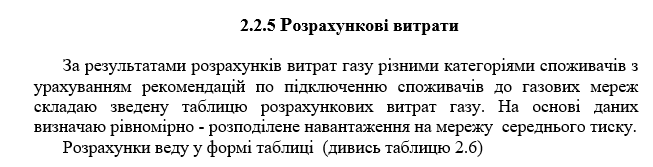 2.2.5 Розрахункові витрати
За результатами розрахунків витрат газу різними категоріями споживачів з
урахуванням рекомендацій по підключенню споживачів до газових мереж
складаю зведену таблицю розрахункових витрат газу. На основі даних
визначаю рівномірно - розподілене навантаження на мережу  середнього тиску.
Розрахунки веду у формі таблиці  (дивись таблицю 2.6)